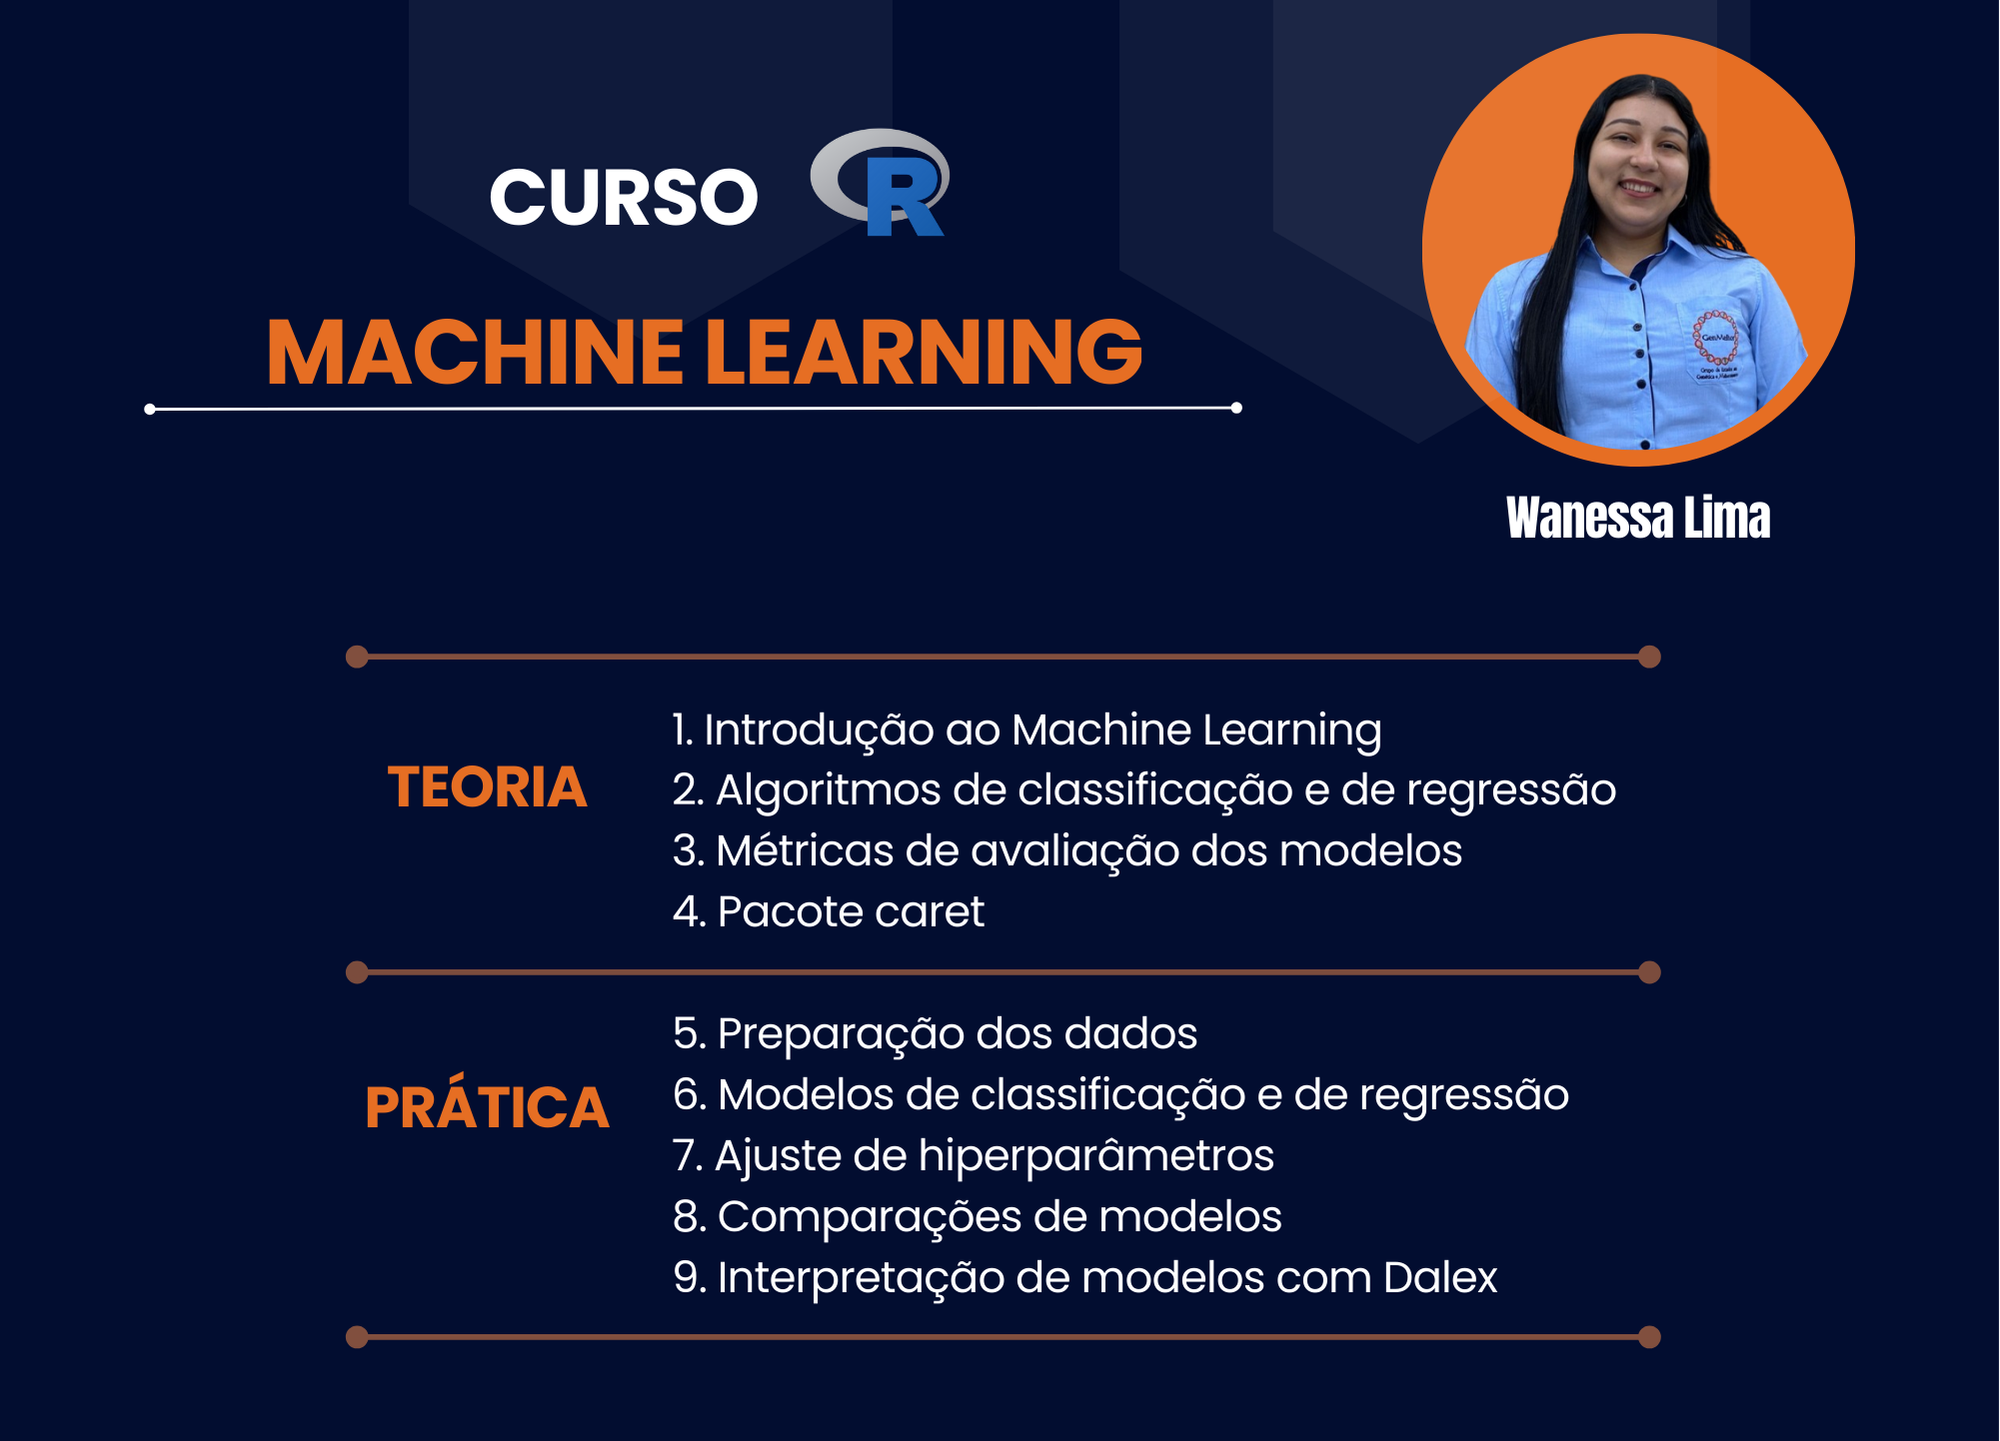 CURSO R
MACHINE LEARNING
GenMelhor
Wanessa Lima
TEORIA
1. Introdução ao Machine Learning
2. Algoritmos de classificação e de regressão
3. Métricas de avaliação dos modelos
4. Pacote caret
PRÁTICA
5. Preparação dos dados
6. Modelos de classificação e de regressão
7. Ajuste de hiperparâmetros
8. Comparações de modelos
9. Interpretação de modelos com Dalex